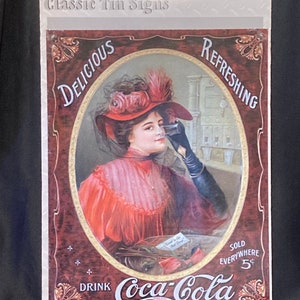 Classic Tin Signs
DELICIOUS
REFRESHING
SOLD
EVERYWHERE
5¢
DRINK
Coca-Cola